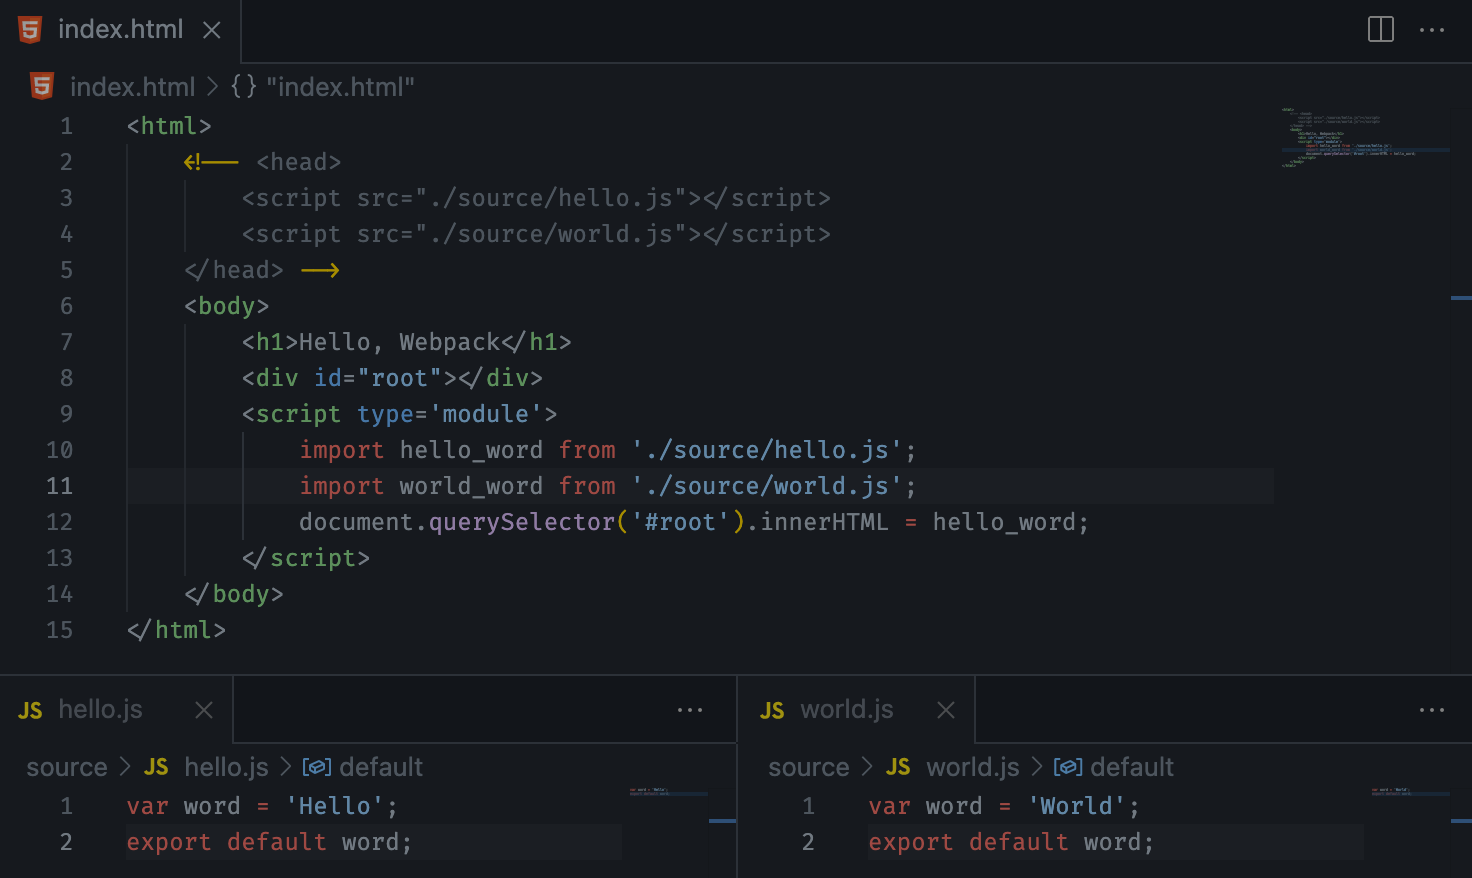 index.html
index.html > {} "index.html"
1 <html>
2 <!-- <head>
3 <script src="./source/hello.js"></script>
4 <script src="./source/world.js"></script>
5 </head> -->
6 <body>
7 <h1>Hello, Webpack</h1>
8 <div id="root"></div>
9 <script type='module'>
10 import hello_word from './source/hello.js';
11 import world_word from './source/world.js';
12 document.querySelector('#root').innerHTML = hello_word;
13 </script>
14 </body>
15 </html>
JS hello.js
source > JS hello.js > default
1 var word = 'Hello';
2 export default word;
JS world.js
source > JS world.js > default
1 var word = 'World';
2 export default word;